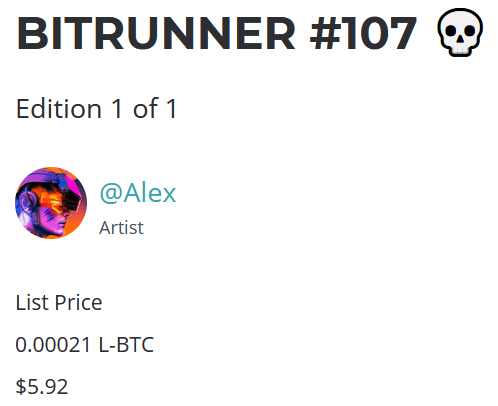 BITRUNNER #107 💀
Edition 1 of 1
@Alex
Artist
List Price
0.00021 L-BTC
$5.92